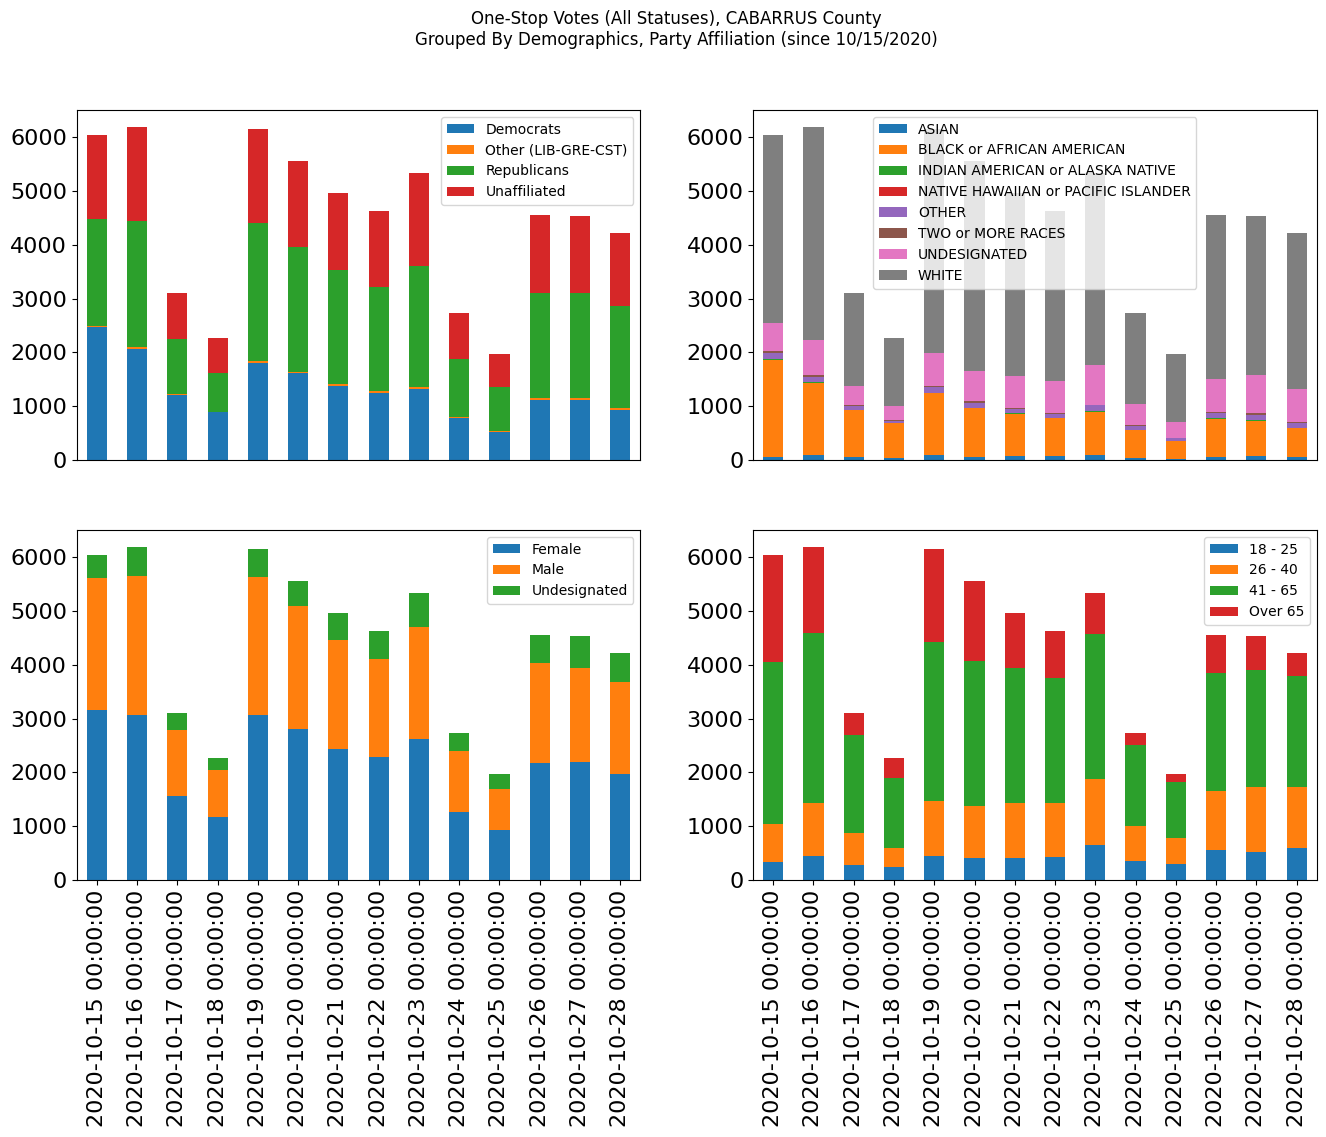 One-Stop Votes (All Statuses), CABARRUS County
Grouped By Demographics, Party Affiliation (since 10/15/2020)
6000
5000
4000
3000
2000
1000
0
Democrats
Other (LIB-GRE-CST)
Republicans
Unaffiliated
6000
5000
4000
3000
2000
1000
0
ASIAN
BLACK or AFRICAN AMERICAN
INDIAN AMERICAN or ALASKA NATIVE
NATIVE HAWAIIAN or PACIFIC ISLANDER
OTHER
TWO or MORE RACES
UNDESIGNATED
WHITE
6000
5000
4000
3000
2000
1000
0
Female
Male
Undesignated
2020-10-15 00:00:00
2020-10-16 00:00:00
2020-10-17 00:00:00
2020-10-18 00:00:00
2020-10-19 00:00:00
2020-10-20 00:00:00
2020-10-21 00:00:00
2020-10-22 00:00:00
2020-10-23 00:00:00
2020-10-24 00:00:00
2020-10-25 00:00:00
2020-10-26 00:00:00
2020-10-27 00:00:00
2020-10-28 00:00:00
6000
5000
4000
3000
2000
1000
0
18 - 25
26 - 40
41 - 65
Over 65
2020-10-15 00:00:00
2020-10-16 00:00:00
2020-10-17 00:00:00
2020-10-18 00:00:00
2020-10-19 00:00:00
2020-10-20 00:00:00
2020-10-21 00:00:00
2020-10-22 00:00:00
2020-10-23 00:00:00
2020-10-24 00:00:00
2020-10-25 00:00:00
2020-10-26 00:00:00
2020-10-27 00:00:00
2020-10-28 00:00:00